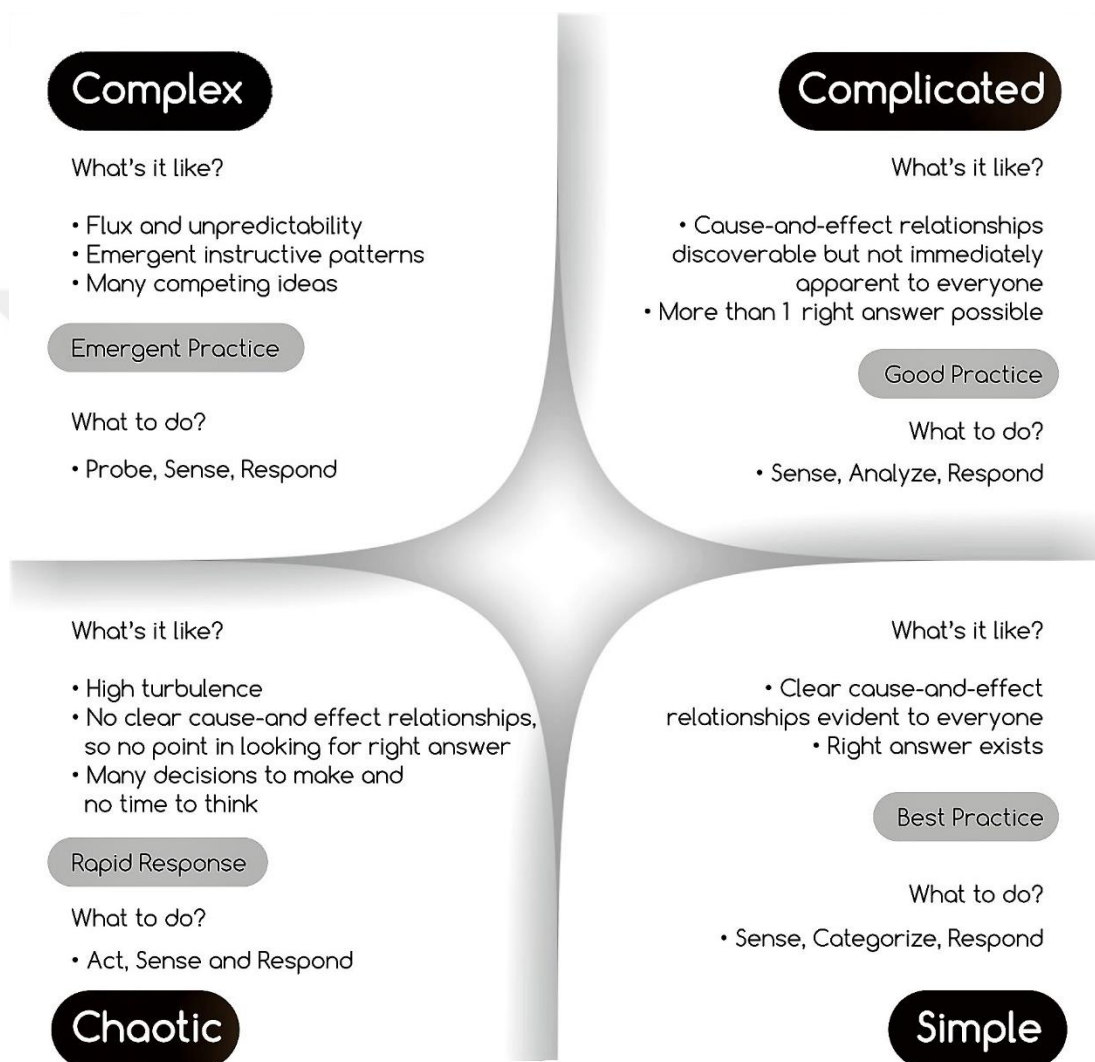 Complex
What's it like?
• Flux and unpredictability
• Emergent instructive patterns
• Many competing ideas
Emergent Practice
What to do?
• Probe, Sense, Respond
Complicated
What's it like?
• Cause-and-effect relationships
discoverable but not immediately
apparent to everyone
• More than 1 right answer possible
Good Practice
What to do?
• Sense, Analyze, Respond
What's it like?
• High turbulence
• No clear cause-and effect relationships,
so no point in looking for right answer
• Many decisions to make and
no time to think
Rapid Response
What to do?
• Act, Sense and Respond
Chaotic
What's it like?
• Clear cause-and-effect
relationships evident to everyone
• Right answer exists
Best Practice
What to do?
• Sense, Categorize, Respond
Simple